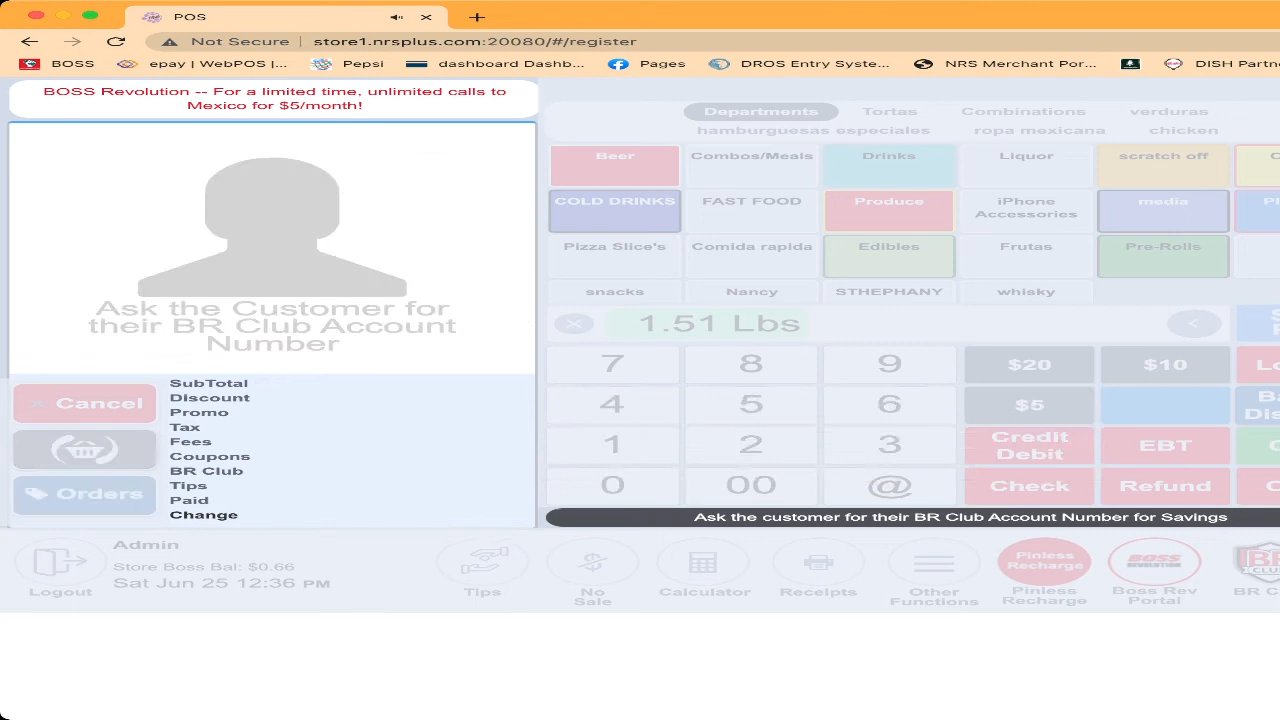 POS
Not Secure | store1.nrsplus.com:20080/#/register
BOSS epay | WebPOS |... Pepsi dashboard Dashb... Pages DROS Entry Syste... NRS Merchant Por... DISH Partn
BOSS Revolution -- For a limited time, unlimited calls to
Mexico for $5/month!
Ask the Customer for
their BR Club Account
Number
Cancel
Orders
SubTotal
Discount
Promo
Tax
Fees
Coupons
BR Club
Tips
Paid
Change
Departments Tortas Combinations verduras
hamburguesas especiales ropa mexicana chicken
Beer Combos/Meals Drinks Liquor scratch off
COLD DRINKS FAST FOOD Produce iPhone
Accessories media
Pizza Slice's Comida rapida Edibles Frutas Pre-Rolls
snacks Nancy STHEPHANY whisky
1.51 Lbs
7 8 9 $20 $10
4 5 6 $5
1 2 3 Credit
Debit EBT
0 00 @ Check Refund
Ask the customer for their BR Club Account Number for Savings
Logout
Admin
Store Boss Bal: $0.66
Sat Jun 25 12:36 PM
Tips
No
Sale
Calculator
Receipts
Other
Functions
Pinless
Recharge
Pinless
Recharge
BOSS
REVOLUTION
Boss Rev
Portal
BR
CLUB
BR C